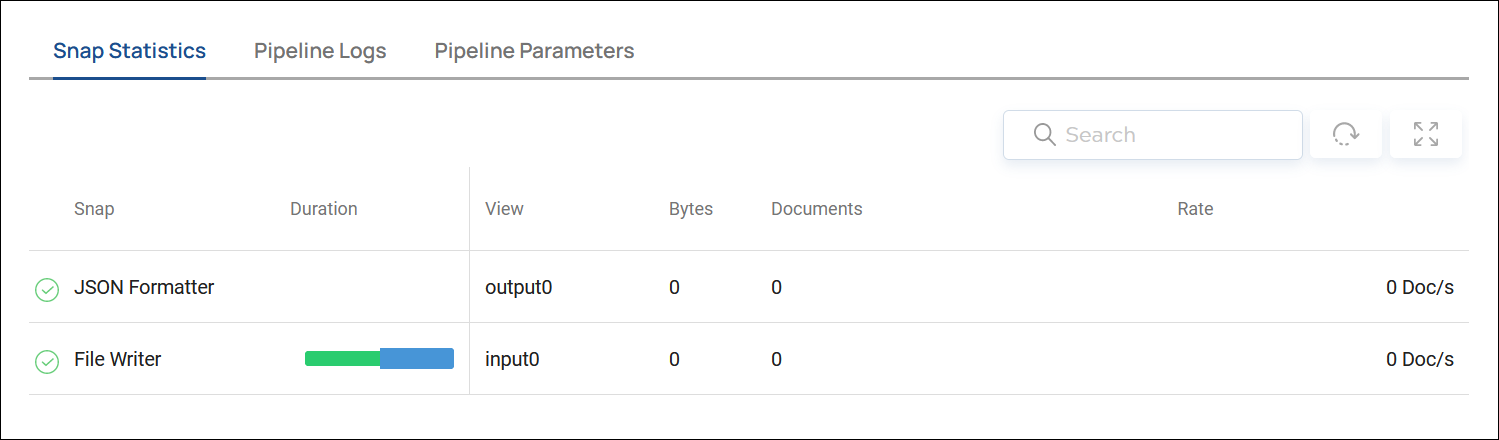 Snap Statistics Pipeline Logs Pipeline Parameters
Search
Snap Duration View Bytes Documents Rate
JSON Formatter output0 0 0 0 Doc/s
File Writer input0 0 0 0 Doc/s